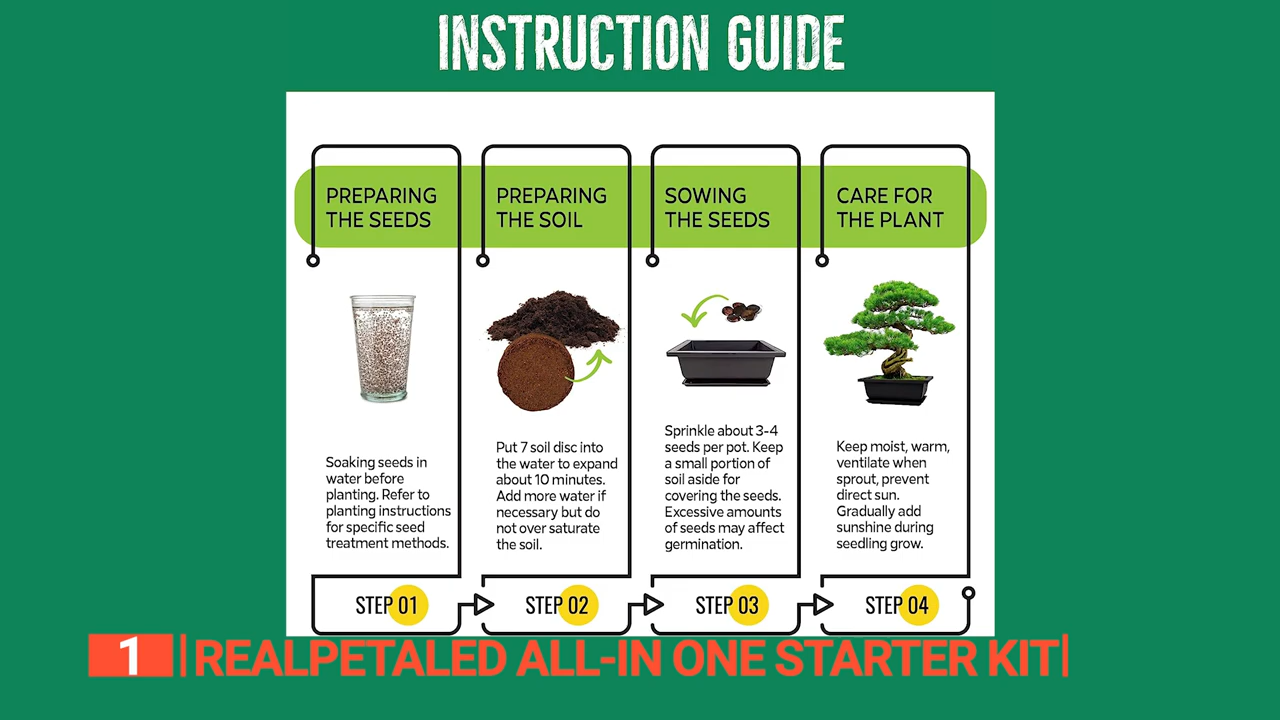 INSTRUCTION GUIDE
PREPARING
THE SEEDS
Soaking seeds in
water before
planting. Refer to
planting instructions
for specific seed
treatment methods.
STEP 01
PREPARING
THE SOIL
Put 7 soil disc into
the water to expand
about 10 minutes.
Add more water if
necessary but do
not over saturate
the soil.
STEP 02
SOWING
THE SEEDS
Sprinkle about 3-4
seeds per pot. Keep
a small portion of
soil aside for
covering the seeds.
Excessive amounts
of seeds may affect
germination.
STEP 03
CARE FOR
THE PLANT
Keep moist, warm,
ventilate when
sprout, prevent
direct sun.
Gradually add
sunshine during
seedling grow.
STEP 04
1 REALPETALED ALL-IN ONE STARTER KIT